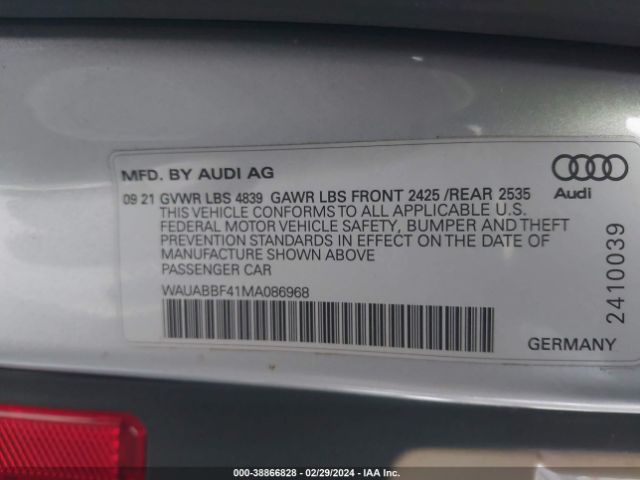 MFD. BY AUDI AG
09 21 GVWR LBS 4839 GAWR LBS FRONT 2425 /REAR 2535
THIS VEHICLE CONFORMS TO ALL APPLICABLE U.S.
FEDERAL MOTOR VEHICLE SAFETY, BUMPER AND THEFT
PREVENTION STANDARDS IN EFFECT ON THE DATE OF
MANUFACTURE SHOWN ABOVE
PASSENGER CAR
WAUABBF41MA086968
Audi
2410039
GERMANY
© IAA - 38866828 - 02/29/2024 - IAA Inc.